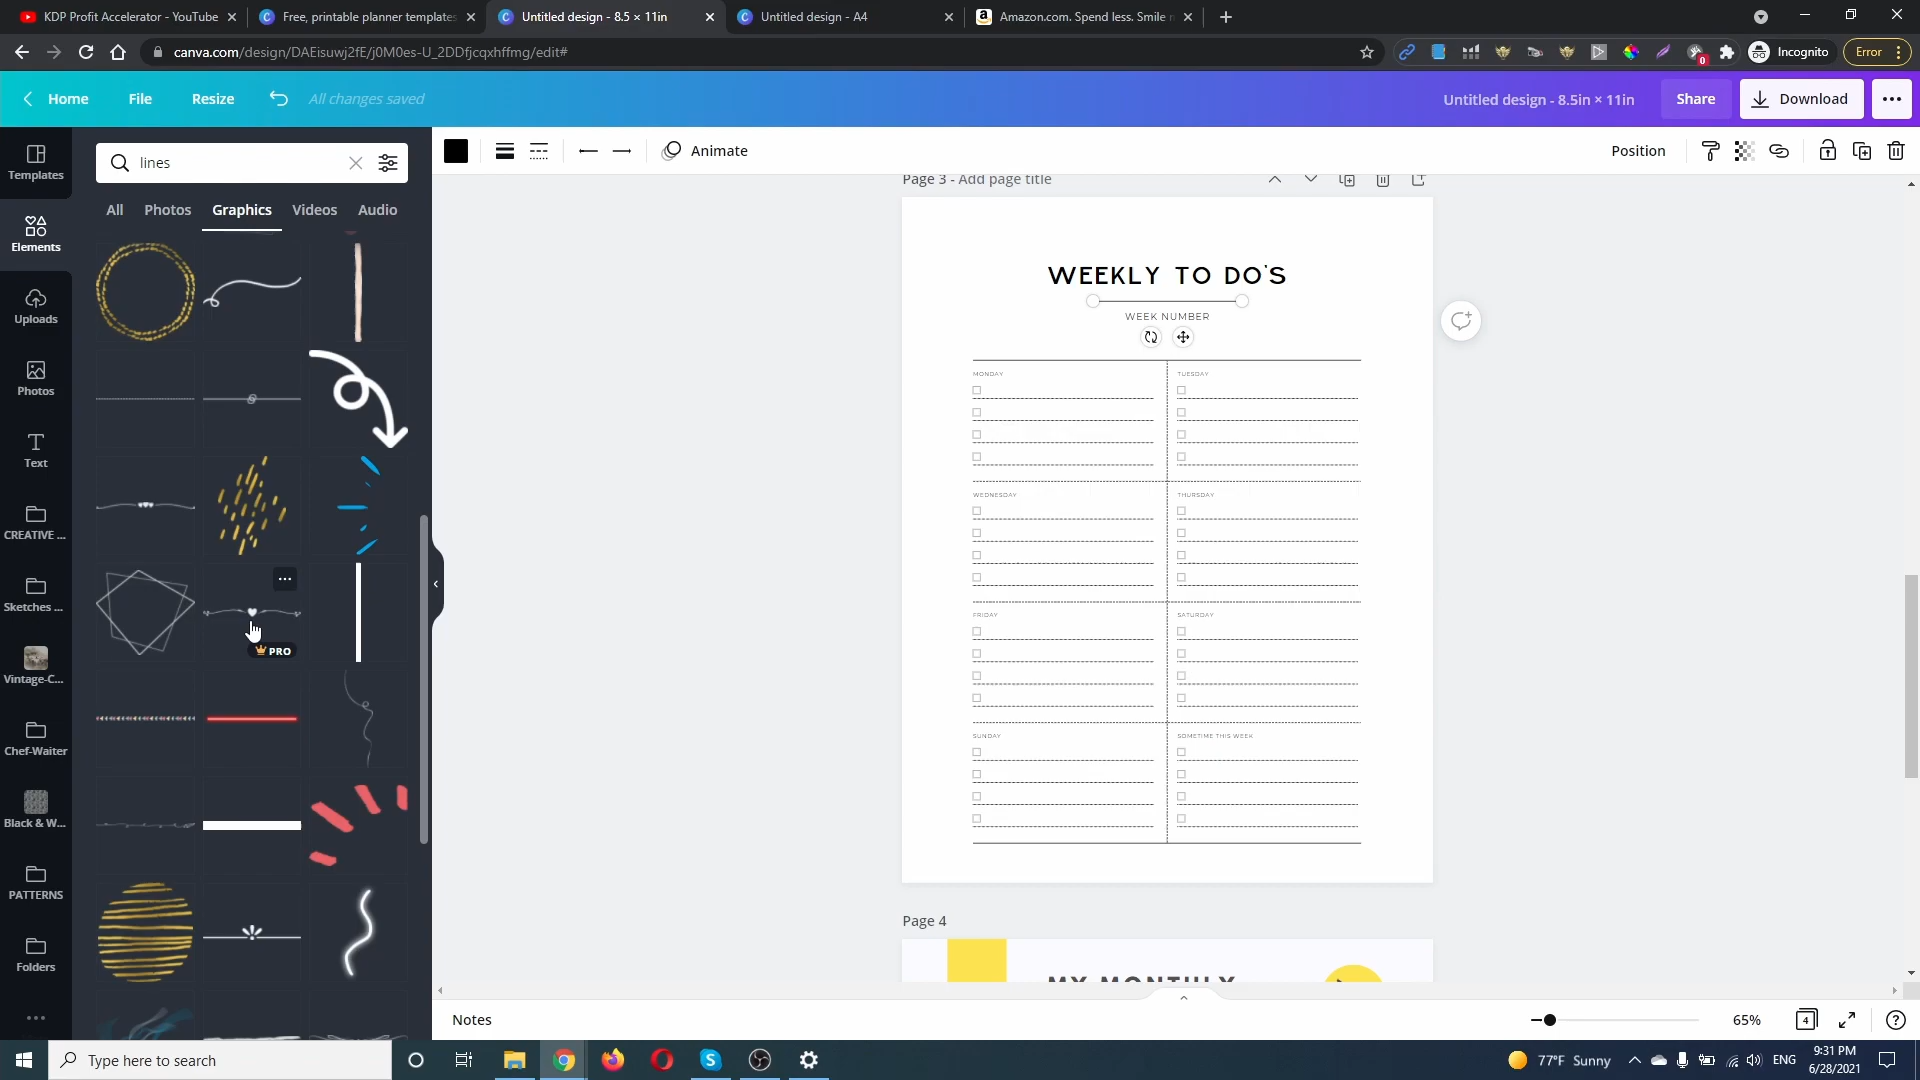 KDP Profit Accelerator - YouTube
Free, printable planner templates
Untitled design - 8.5 × 11in
Untitled design - A4
Amazon.com. Spend less. Smile
canva.com/design/DAEisuwj2fE/j0M0es-U_2DDfjcqxhffmg/edit#
0
Incognito
Error
Home
File
Resize
All changes saved
Untitled design - 8.5in × 11in
Share
Download
Templates
Elements
Uploads
Photos
Text
CREATIVE ...
Sketches ...
Vintage-C...
Chef-Waiter
Black & W...
PATTERNS
Folders
lines
All
Photos
Graphics
Videos
Audio
PRO
Animate
Position
Page 3 - Add page title
WEEKLY TO DO'S
WEEK NUMBER
MONDAY
TUESDAY
WEDNESDAY
THURSDAY
FRIDAY
SATURDAY
SUNDAY
SOMETIME THIS WEEK
Page 4
MY MONTHLY
Notes
65%
4
Type here to search
77°F Sunny
ENG
9:31 PM
6/28/2021